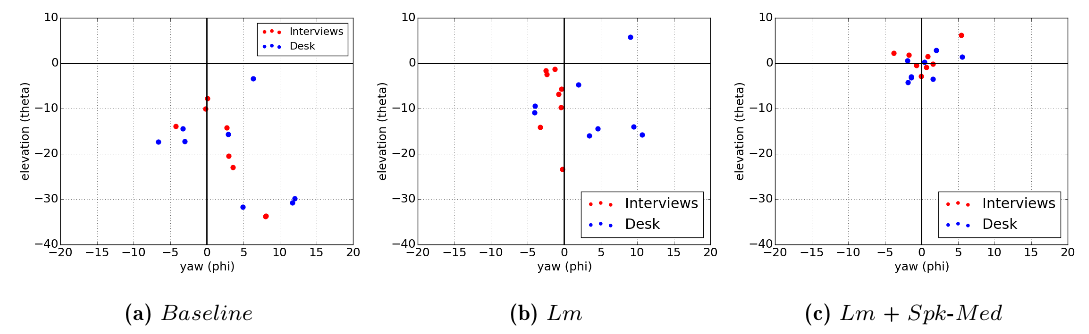 10
0
−10
−20
−30
−40
elevation (theta)
−20 −15 −10 −5 0 5 10 15 20
yaw (phi)
Interviews
Desk
(a) Baseline
10
0
−10
−20
−30
−40
elevation (theta)
−20 −15 −10 −5 0 5 10 15 20
yaw (phi)
Interviews
Desk
(b) Lm
10
0
−10
−20
−30
−40
elevation (theta)
−20 −15 −10 −5 0 5 10 15 20
yaw (phi)
Interviews
Desk
(c) Lm + Spk-Med